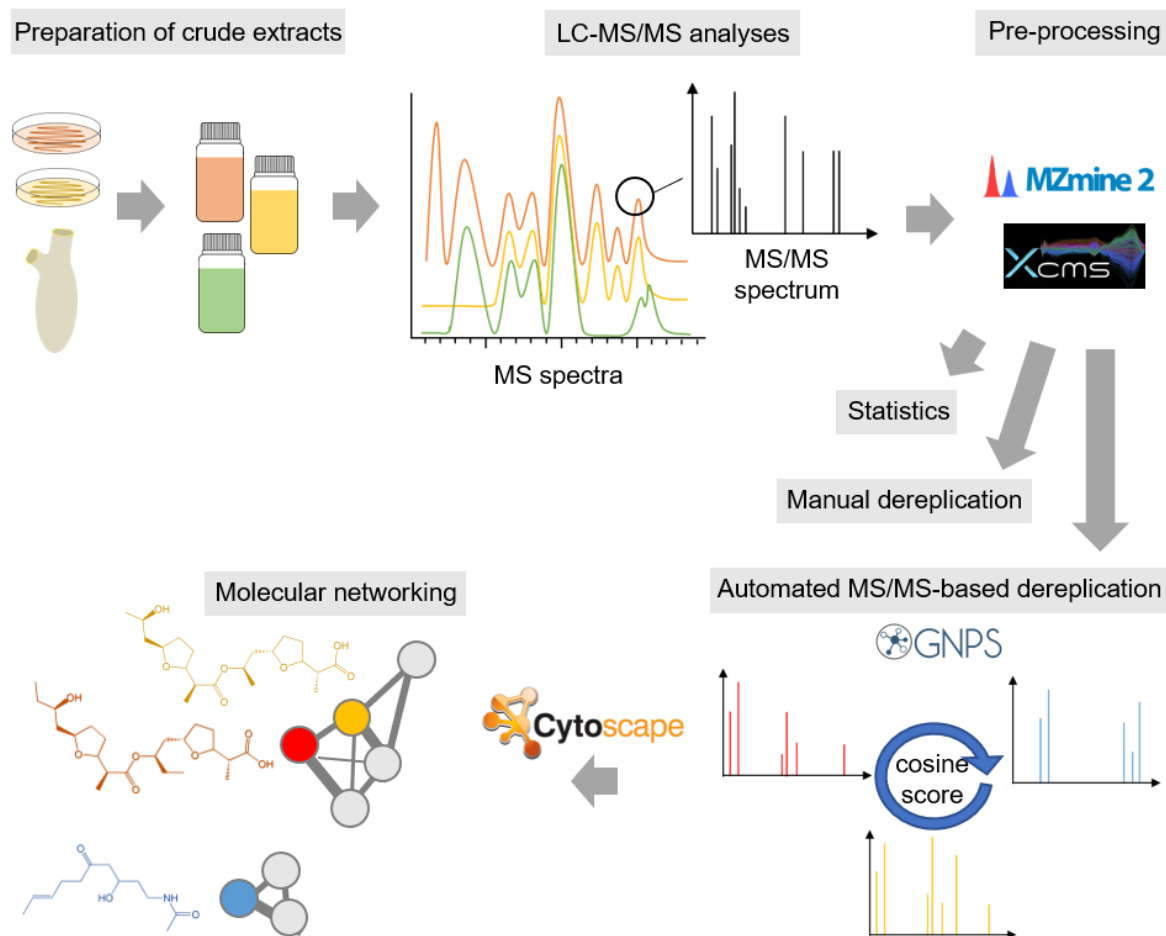 Preparation of crude extracts
LC-MS/MS analyses
Pre-processing
MZmine 2
Xcms
MS/MS
spectrum
MS spectra
Statistics
Manual dereplication
Automated MS/MS-based dereplication
GNPS
cosine
score
Cytoscape
Molecular networking
OH
O
O
O
O
OH
O
OH
O
O
O
O
OH
O
O
HO
NH
O